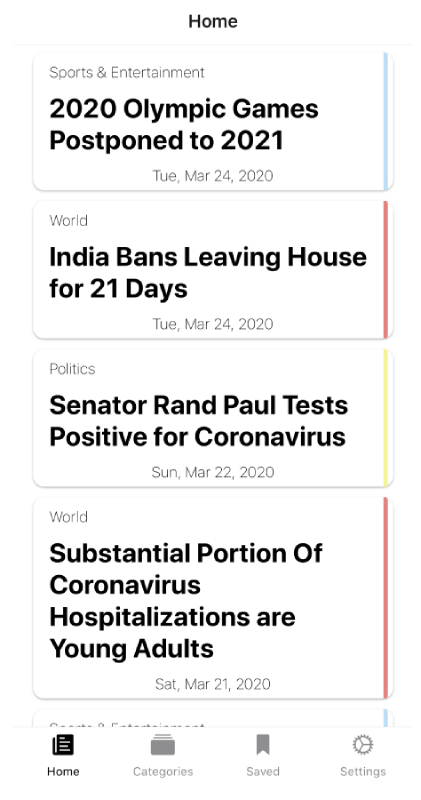 Home
Sports & Entertainment
2020 Olympic Games
Postponed to 2021
Tue, Mar 24, 2020
World
India Bans Leaving House
for 21 Days
Tue, Mar 24, 2020
Politics
Senator Rand Paul Tests
Positive for Coronavirus
Sun, Mar 22, 2020
World
Substantial Portion Of
Coronavirus
Hospitalizations are
Young Adults
Sat, Mar 21, 2020
Sports & Entertainment
Home
Categories
Saved
Settings